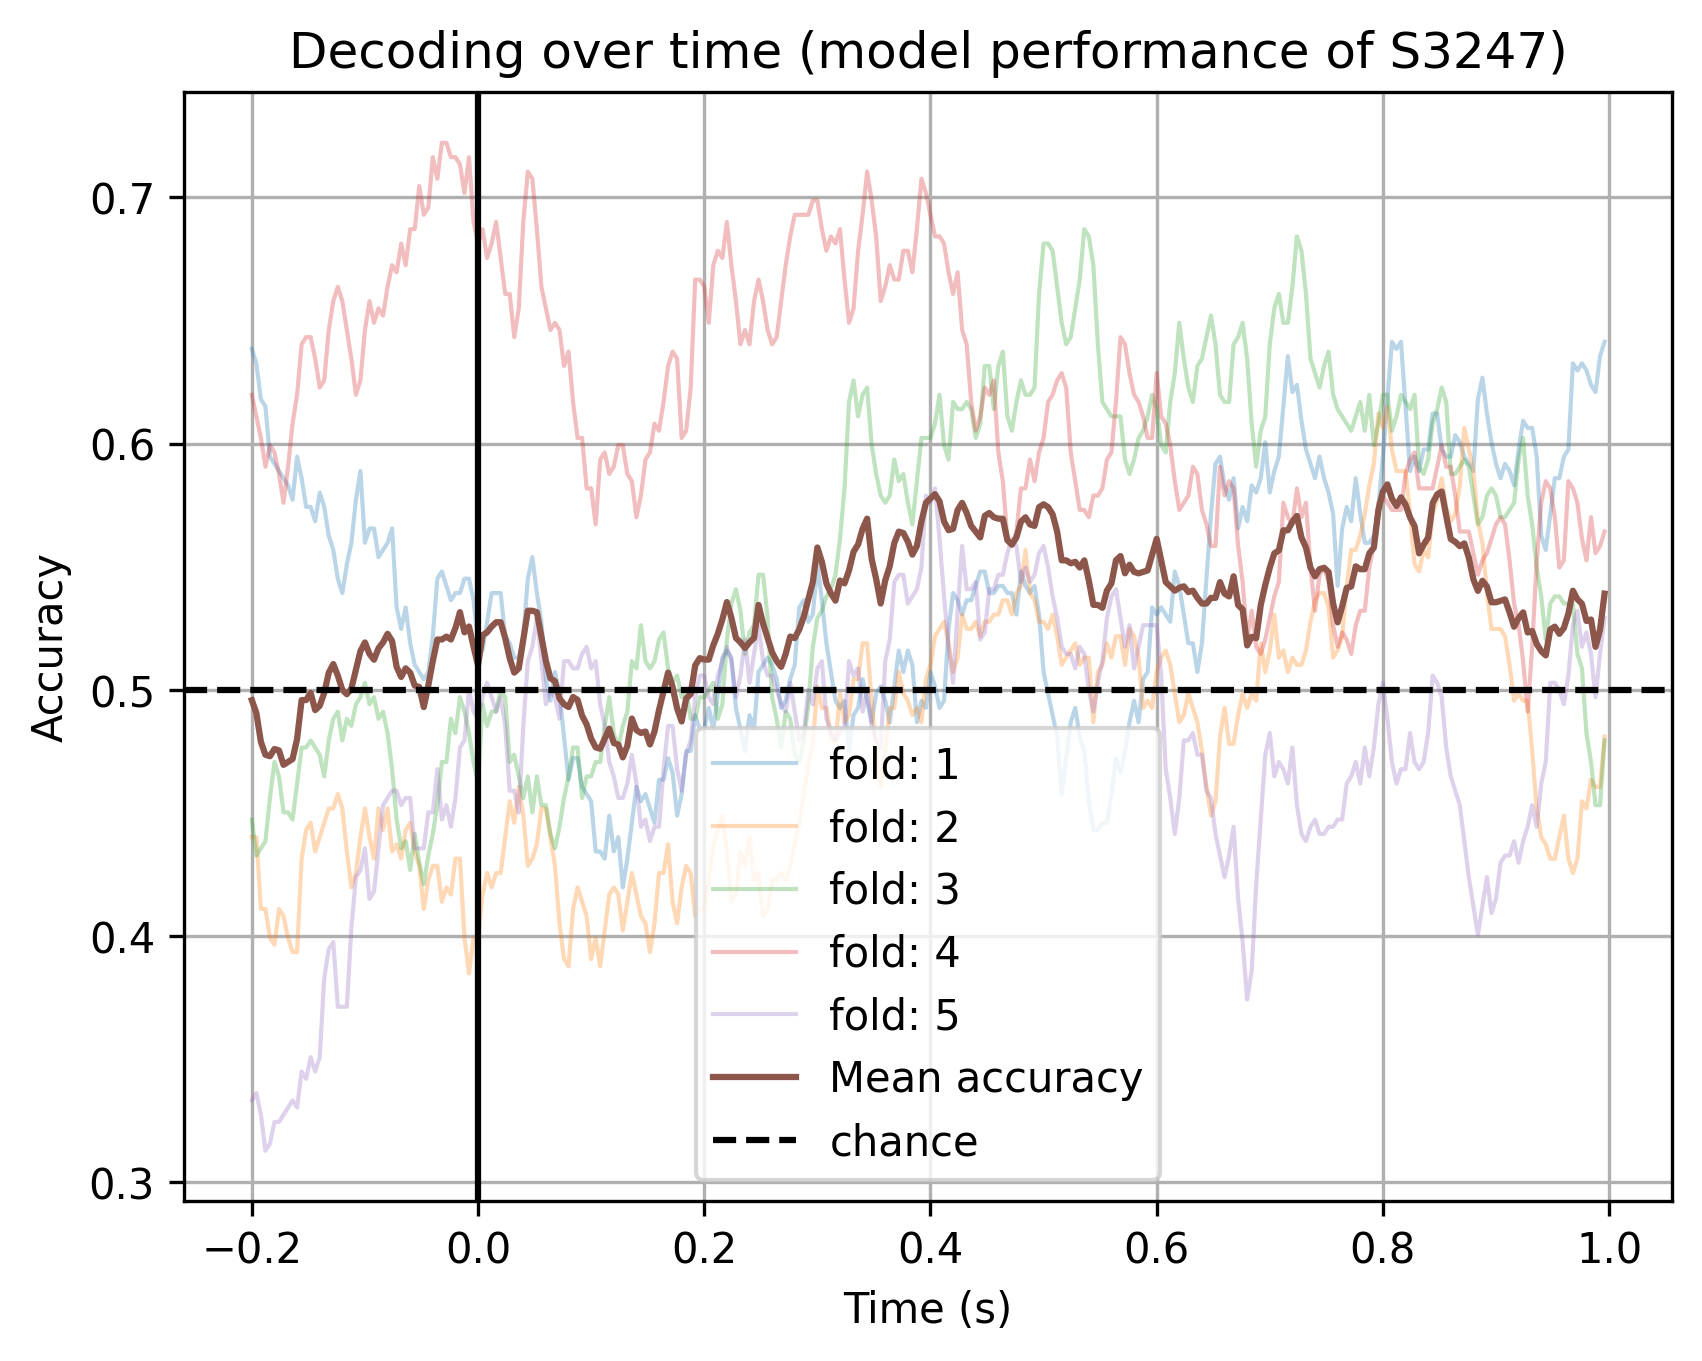 Decoding over time (model performance of S3247)
Accuracy
0.7
0.6
0.5
0.4
0.3
fold: 1
fold: 2
fold: 3
fold: 4
fold: 5
Mean accuracy
chance
−0.2 0.0 0.2 0.4 0.6 0.8 1.0
Time (s)